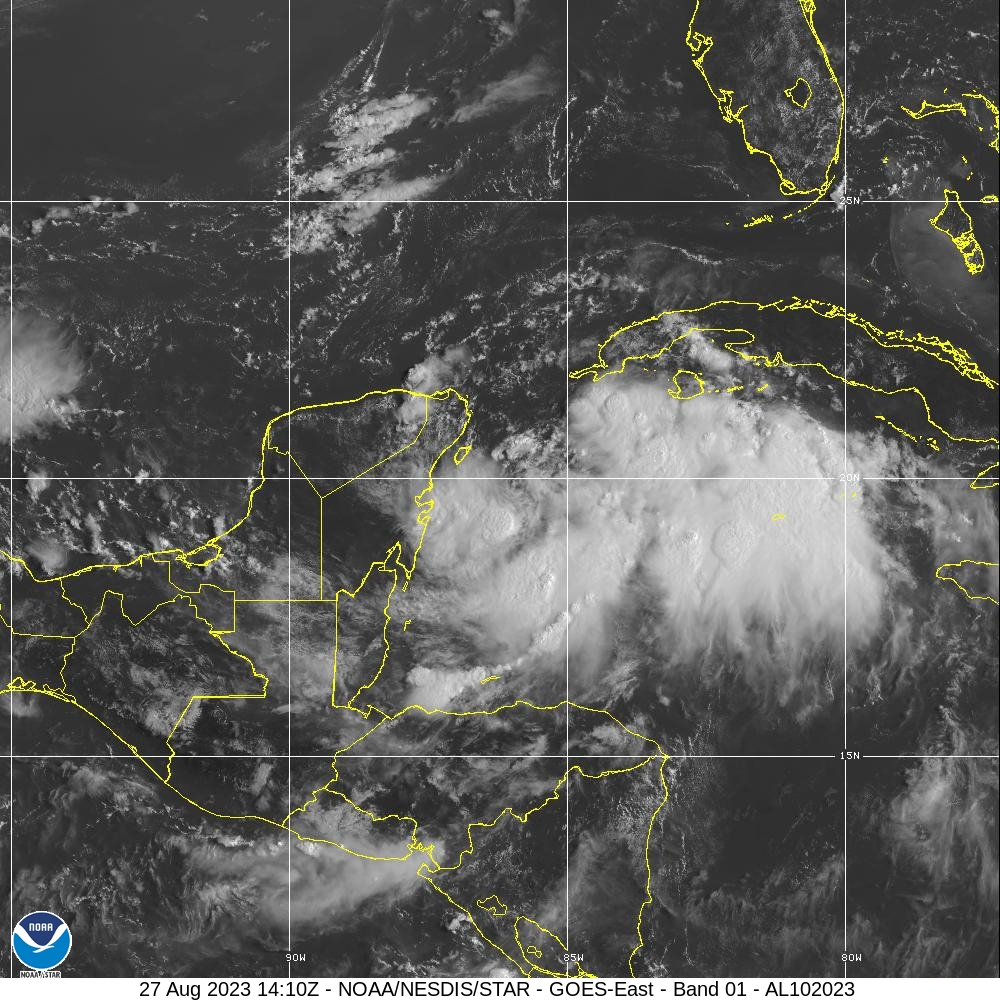 25N
20N
15N
90W
85W
80W
NOAA
NOAA/STAR
27 Aug 2023 14:10Z - NOAA/NESDIS/STAR - GOES-East - Band 01 - AL102023